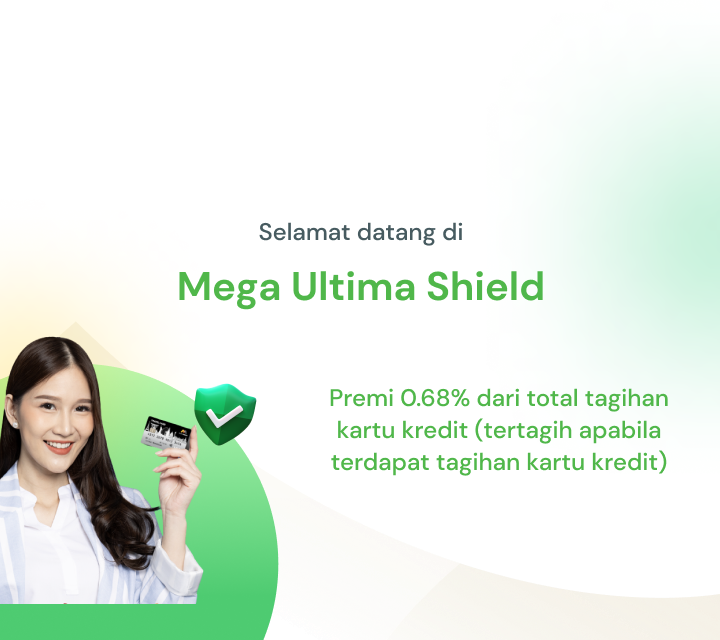 Selamat datang di
Mega Ultima Shield
Premi 0.68% dari total tagihan
kartu kredit (tertagih apabila
terdapat tagihan kartu kredit)